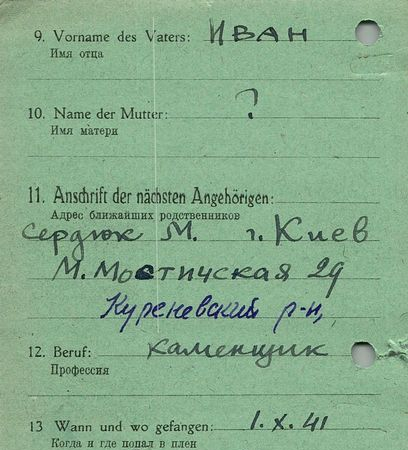 9. Vorname des Vaters: ИВАН
Имя отца
10. Name der Mutter: ?
Имя матери
11. Anschrift der nächsten Angehörigen:
Адрес ближайших родственников
Сердюк М. г. Киев
М. Мостичская 29
Куреневский р-н,
12. Beruf: каменщик
Профессия
13 Wann und wo gefangen: 1.X.41
Когда и где попал в плен